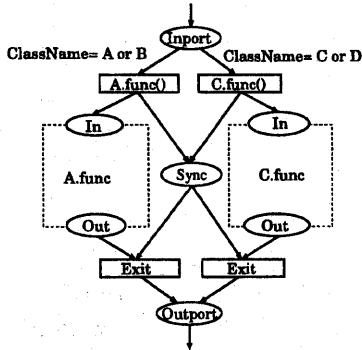 Inport
ClassName= A or B
ClassName= C or D
A.func()
C.func()
In
In
A.func
Sync
C.func
Out
Out
Exit
Exit
Outport